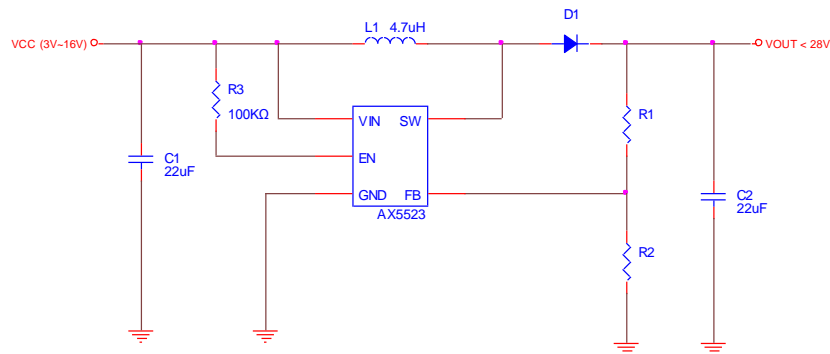 D1
L1 4.7uH
VCC (3V~16V)
VOUT < 28V
R3
100KΩ
VIN SW
R1
EN
C1
22uF
GND FB
C2
22uF
AX5523
R2